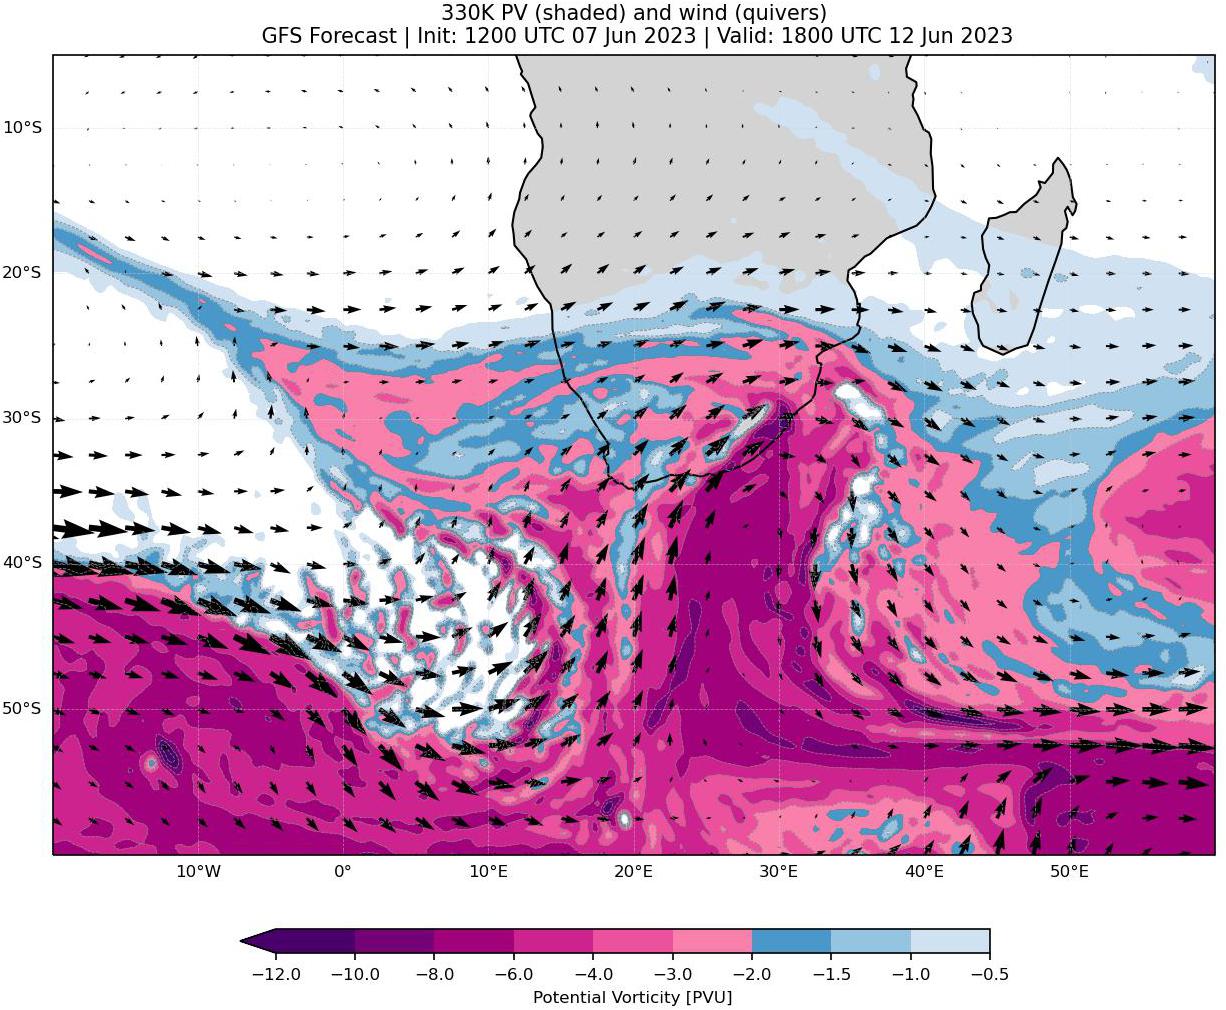 330K PV (shaded) and wind (quivers)
GFS Forecast | Init: 1200 UTC 07 Jun 2023 | Valid: 1800 UTC 12 Jun 2023
10°S
20°S
30°S
40°S
50°S
10°W 0° 10°E 20°E 30°E 40°E 50°E
−12.0 −10.0 −8.0 −6.0 −4.0 −3.0 −2.0 −1.5 −1.0 −0.5
Potential Vorticity [PVU]